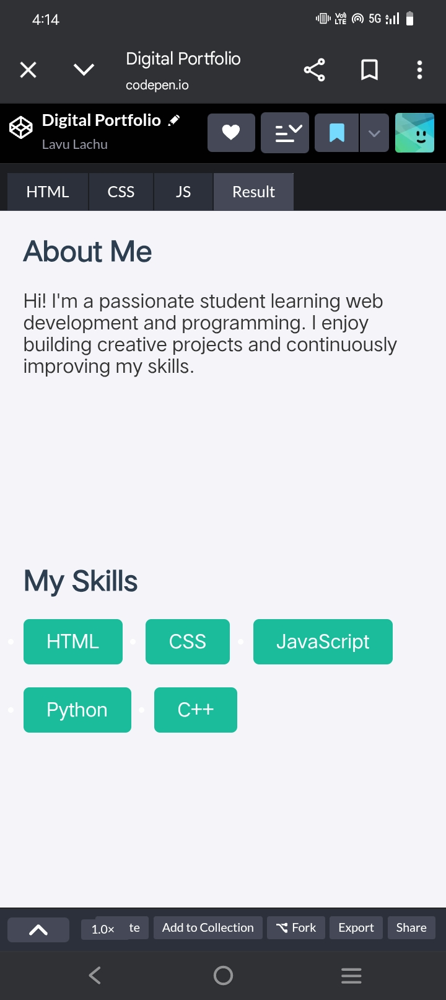 4:14
Vo) LTE 5G
Digital Portfolio
codepen.io
Digital Portfolio
Lavu Lachu
HTML CSS JS Result
About Me
Hi! I'm a passionate student learning web
development and programming. I enjoy
building creative projects and continuously
improving my skills.
My Skills
HTML CSS JavaScript
Python C++
1.0× te Add to Collection Fork Export Share